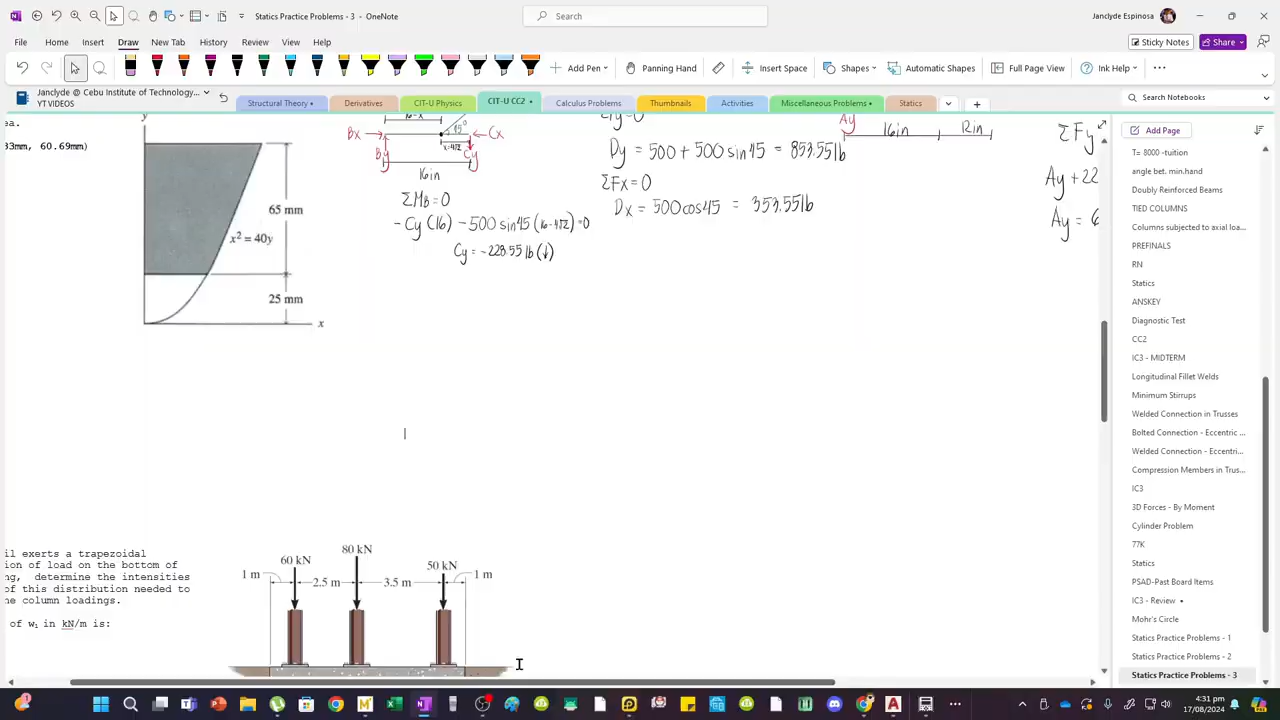 Statics Practice Problems - 3 - OneNote
Search
Janclyde Espinosa
File Home Insert Draw New Tab History Review View Help
Sticky Notes
Share
Add Pen
Panning Hand
Insert Space
Shapes
Automatic Shapes
Full Page View
Ink Help
Janclyde @ Cebu Institute of Technology...
YT VIDEOS
Structural Theory
Derivatives
CIT-U Physics
CIT-U CC2
Calculus Problems
Thumbnails
Activities
Miscellaneous Problems
Statics
Search Notebooks
Add Page
T= 8000 -tuition
angle bet. min.hand
Doubly Reinforced Beams
TIED COLUMNS
Columns subjected to axial loa...
PREFINALS
RN
Statics
ANSKEY
Diagnostic Test
CC2
IC3 - MIDTERM
Longitudinal Fillet Welds
Minimum Stirrups
Welded Connection in Trusses
Bolted Connection - Eccentric ...
Welded Connection - Eccentri...
Compression Members in Trus...
IC3
3D Forces - By Moment
Cylinder Problem
77K
Statics
PSAD-Past Board Items
IC3 - Review
Mohr's Circle
Statics Practice Problems - 1
Statics Practice Problems - 2
Statics Practice Problems - 3
ea.
33mm, 60.69mm)
y
65 mm
x² = 40y
25 mm
x
16-x
Bx
45°
Cx
By
x=4√2
Cy
16in
ΣMB=0
-Cy(16) -500 sin45 (16-4√2)=0
Cy = -228.55 lb (↓)
Dy = 500 + 500 sin 45 = 853.55lb
ΣFx=0
Dx = 500cos45 = 353.55lb
Ay
16in
12in
ΣFy
Ay + 22
Ay = 6
il exerts a trapezoidal
ion of load on the bottom of
ng, determine the intensities
of this distribution needed to
he column loadings.
of w₁ in kN/m is:
60 kN
80 kN
50 kN
1 m
2.5 m
3.5 m
1 m
4:31 pm
17/08/2024